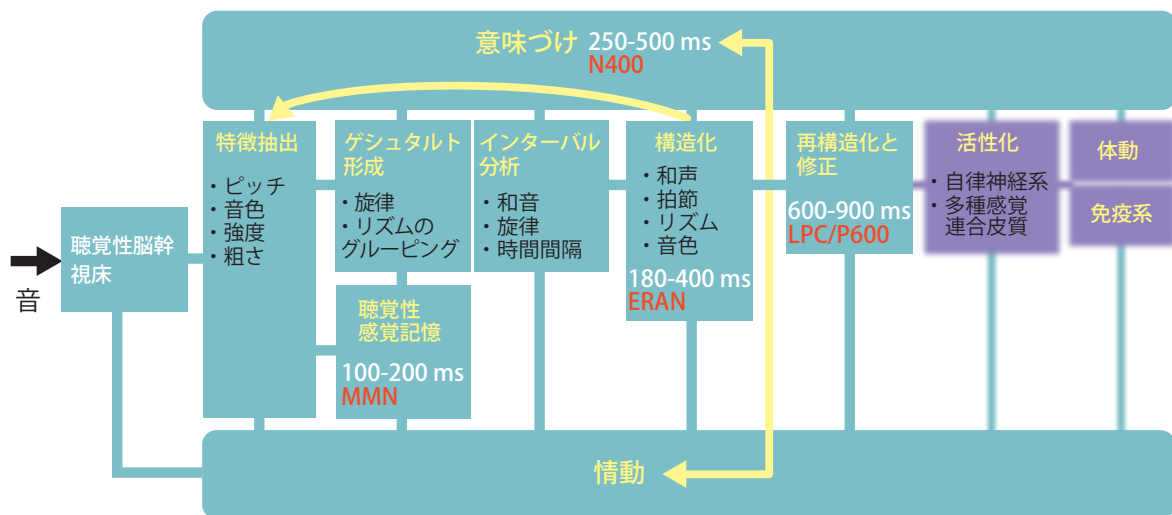 意味づけ 250-500 ms
N400
音
聴覚性脳幹
視床
特徴抽出
・ピッチ
・音色
・強度
・粗さ
ゲシュタルト
形成
・旋律
・リズムの
グルーピング
聴覚性
感覚記憶
100-200 ms
MMN
インターバル
分析
・和音
・旋律
・時間間隔
構造化
・和声
・拍節
・リズム
・音色
180-400 ms
ERAN
再構造化と
修正
600-900 ms
LPC/P600
活性化
・自律神経系
・多種感覚
連合皮質
体動
免疫系
情動